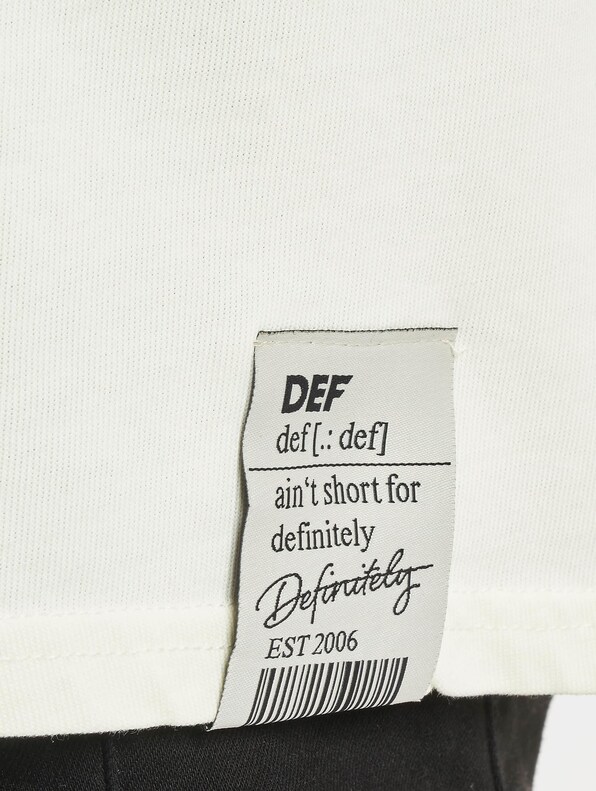 DEF
def[.: def]
ain't short for
definitely
Definitely
EST 2006